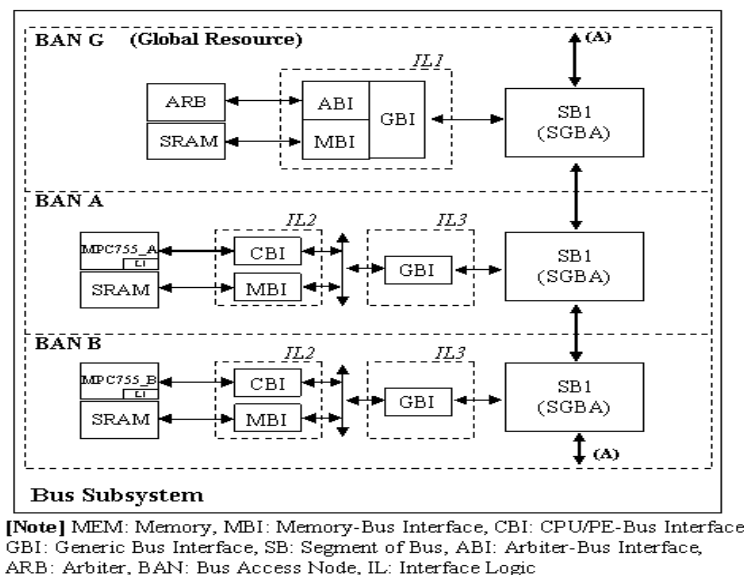 BAN G (Global Resource)
(A)
IL1
ARB
ABI
GBI
SB1
(SGBA)
SRAM
MBI
BAN A
IL2
IL3
MPC755_A
L1
CBI
GBI
SB1
(SGBA)
SRAM
MBI
BAN B
IL2
IL3
MPC755_B
L1
CBI
GBI
SB1
(SGBA)
SRAM
MBI
(A)
Bus Subsystem
[Note] MEM: Memory, MBI: Memory-Bus Interface, CBI: CPU/PE-Bus Interface
GBI: Generic Bus Interface, SB: Segment of Bus, ABI: Arbiter-Bus Interface,
ARB: Arbiter, BAN: Bus Access Node, IL: Interface Logic